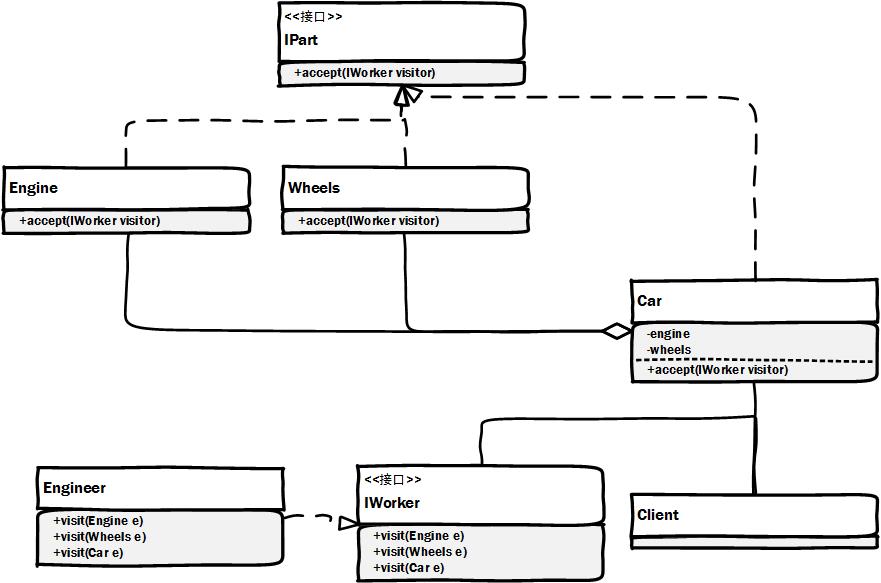 <<接口>>
IPart
+accept(IWorker visitor)
Engine
+accept(IWorker visitor)
Wheels
+accept(IWorker visitor)
Car
-engine
-wheels
+accept(IWorker visitor)
Engineer
+visit(Engine e)
+visit(Wheels e)
+visit(Car e)
<<接口>>
IWorker
+visit(Engine e)
+visit(Wheels e)
+visit(Car e)
Client